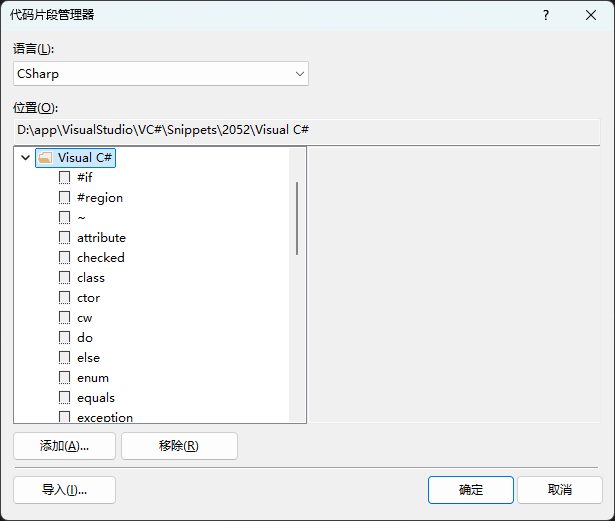 代码片段管理器
语言(L):
CSharp
位置(O):
D:\app\VisualStudio\VC#\Snippets\2052\Visual C#
Visual C#
#if
#region
~
attribute
checked
class
ctor
cw
do
else
enum
equals
exception
添加(A)...
移除(R)
导入(I)...
确定
取消